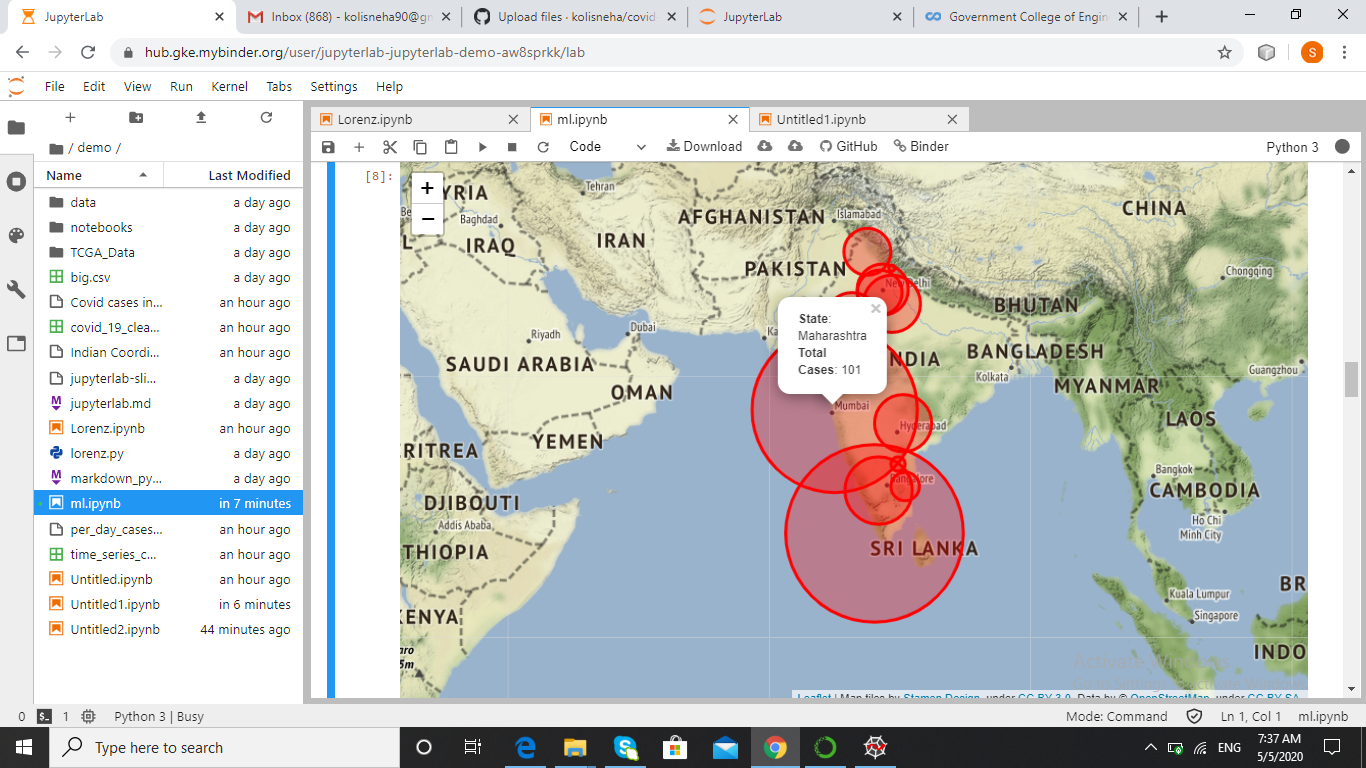 JupyterLab
Inbox (868) - kolisneha90@gr
Upload files · kolisneha/covid
JupyterLab
Government College of Engin
hub.gke.mybinder.org/user/jupyterlab-jupyterlab-demo-aw8sprkk/lab
S
File Edit View Run Kernel Tabs Settings Help
/ demo /
Name Last Modified
data a day ago
notebooks a day ago
TCGA_Data a day ago
big.csv a day ago
Covid cases in... an hour ago
covid_19_clea... an hour ago
Indian Coordi... an hour ago
jupyterlab-sli... a day ago
jupyterlab.md a day ago
Lorenz.ipynb a day ago
lorenz.py a day ago
markdown_py... a day ago
ml.ipynb in 7 minutes
per_day_cases... an hour ago
time_series_c... an hour ago
Untitled.ipynb an hour ago
Untitled1.ipynb in 6 minutes
Untitled2.ipynb 44 minutes ago
Lorenz.ipynb
ml.ipynb
Untitled1.ipynb
Code Download GitHub Binder Python 3
[8]:
+
−
YRIA
Tehran
Baghdad
IRAQ
IRAN
AFGHANISTAN
Islamabad
CHINA
PAKISTAN
New Delhi
Chongqing
BHUTAN
Riyadh
Dubai
SAUDI ARABIA
OMAN
NDIA
BANGLADESH
Kolkata
MYANMAR
Guangzhou
LAOS
State:
Maharashtra
Total
Cases: 101
Mumbai
Hyderabad
YEMEN
ERITREA
DJIBOUTI
Addis Ababa
THIOPIA
Bangalore
Bangkok
CAMBODIA
Ho Chi
Minh City
SRI LANKA
KENYA
aro
5m
BR
Kuala Lumpur
Singapore
INDO
Activate Windows
Leaflet | Map tiles by Stamen Design, under CC BY 3.0. Data by © OpenStreetMap, under CC BY SA.
0 1 Python 3 | Busy Mode: Command Ln 1, Col 1 ml.ipynb
Type here to search
ENG
7:37 AM
5/5/2020